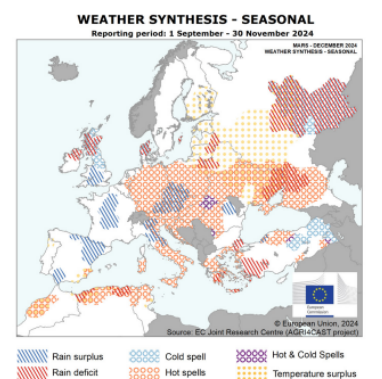 WEATHER SYNTHESIS - SEASONAL
Reporting period: 1 September - 30 November 2024
MARS - DECEMBER 2024
WEATHER SYNTHESIS - SEASONAL
European
Commission
© European Union, 2024
Source: EC Joint Research Centre (AGRI4CAST project)
Rain surplus Cold spell Hot & Cold Spells
Rain deficit Hot spells Temperature surplus